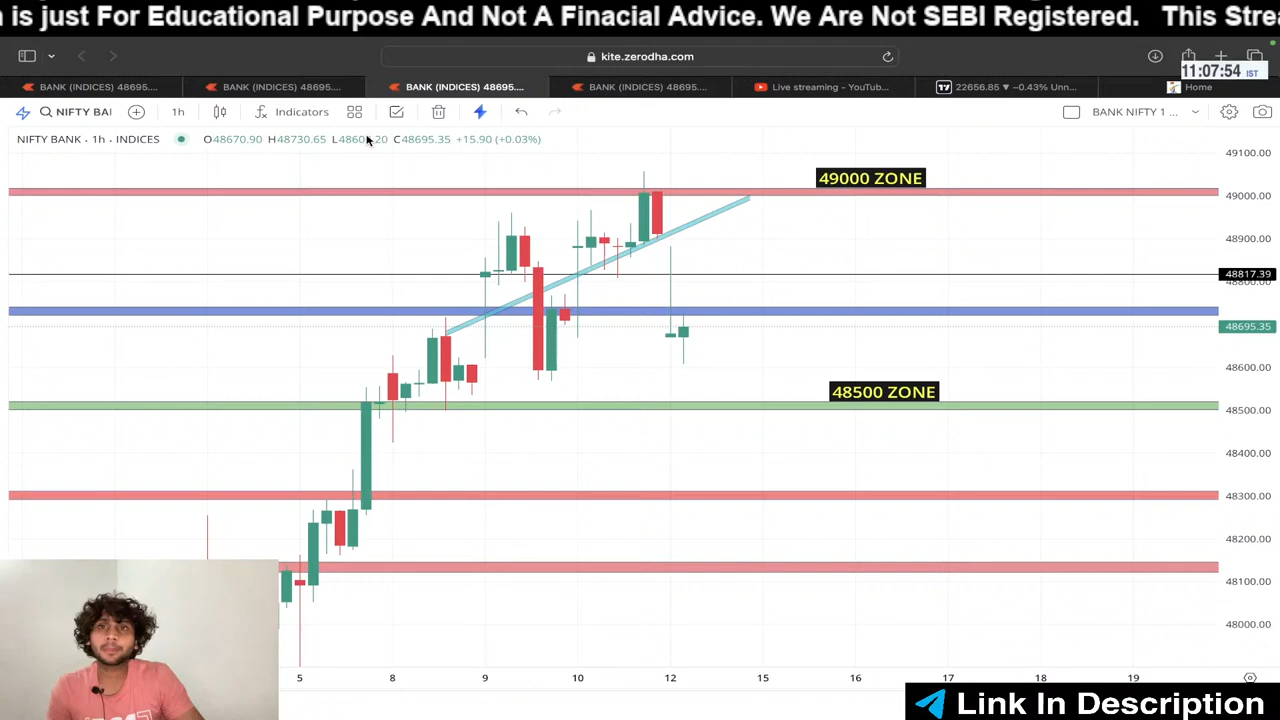 n is just For Educational Purpose And Not A Finacial Advice. We Are Not SEBI Registered. This Strea
kite.zerodha.com
11:07:54 IST
BANK (INDICES) 48695....
BANK (INDICES) 48695....
BANK (INDICES) 48695....
BANK (INDICES) 48695....
Live streaming - YouTub...
22656.85 ▼ −0.43% Unn...
Home
NIFTY BAI
1h
Indicators
BANK NIFTY 1 ...
NIFTY BANK · 1h · INDICES
O48670.90 H48730.65 C48695.35 +15.90 (+0.03%)
49100.00
49000 ZONE
49000.00
48900.00
48817.39
48800.00
48695.35
48600.00
48500 ZONE
48500.00
48400.00
48300.00
48200.00
48100.00
48000.00
5 8 9 10 12 15 16 17 18 19
Link In Description